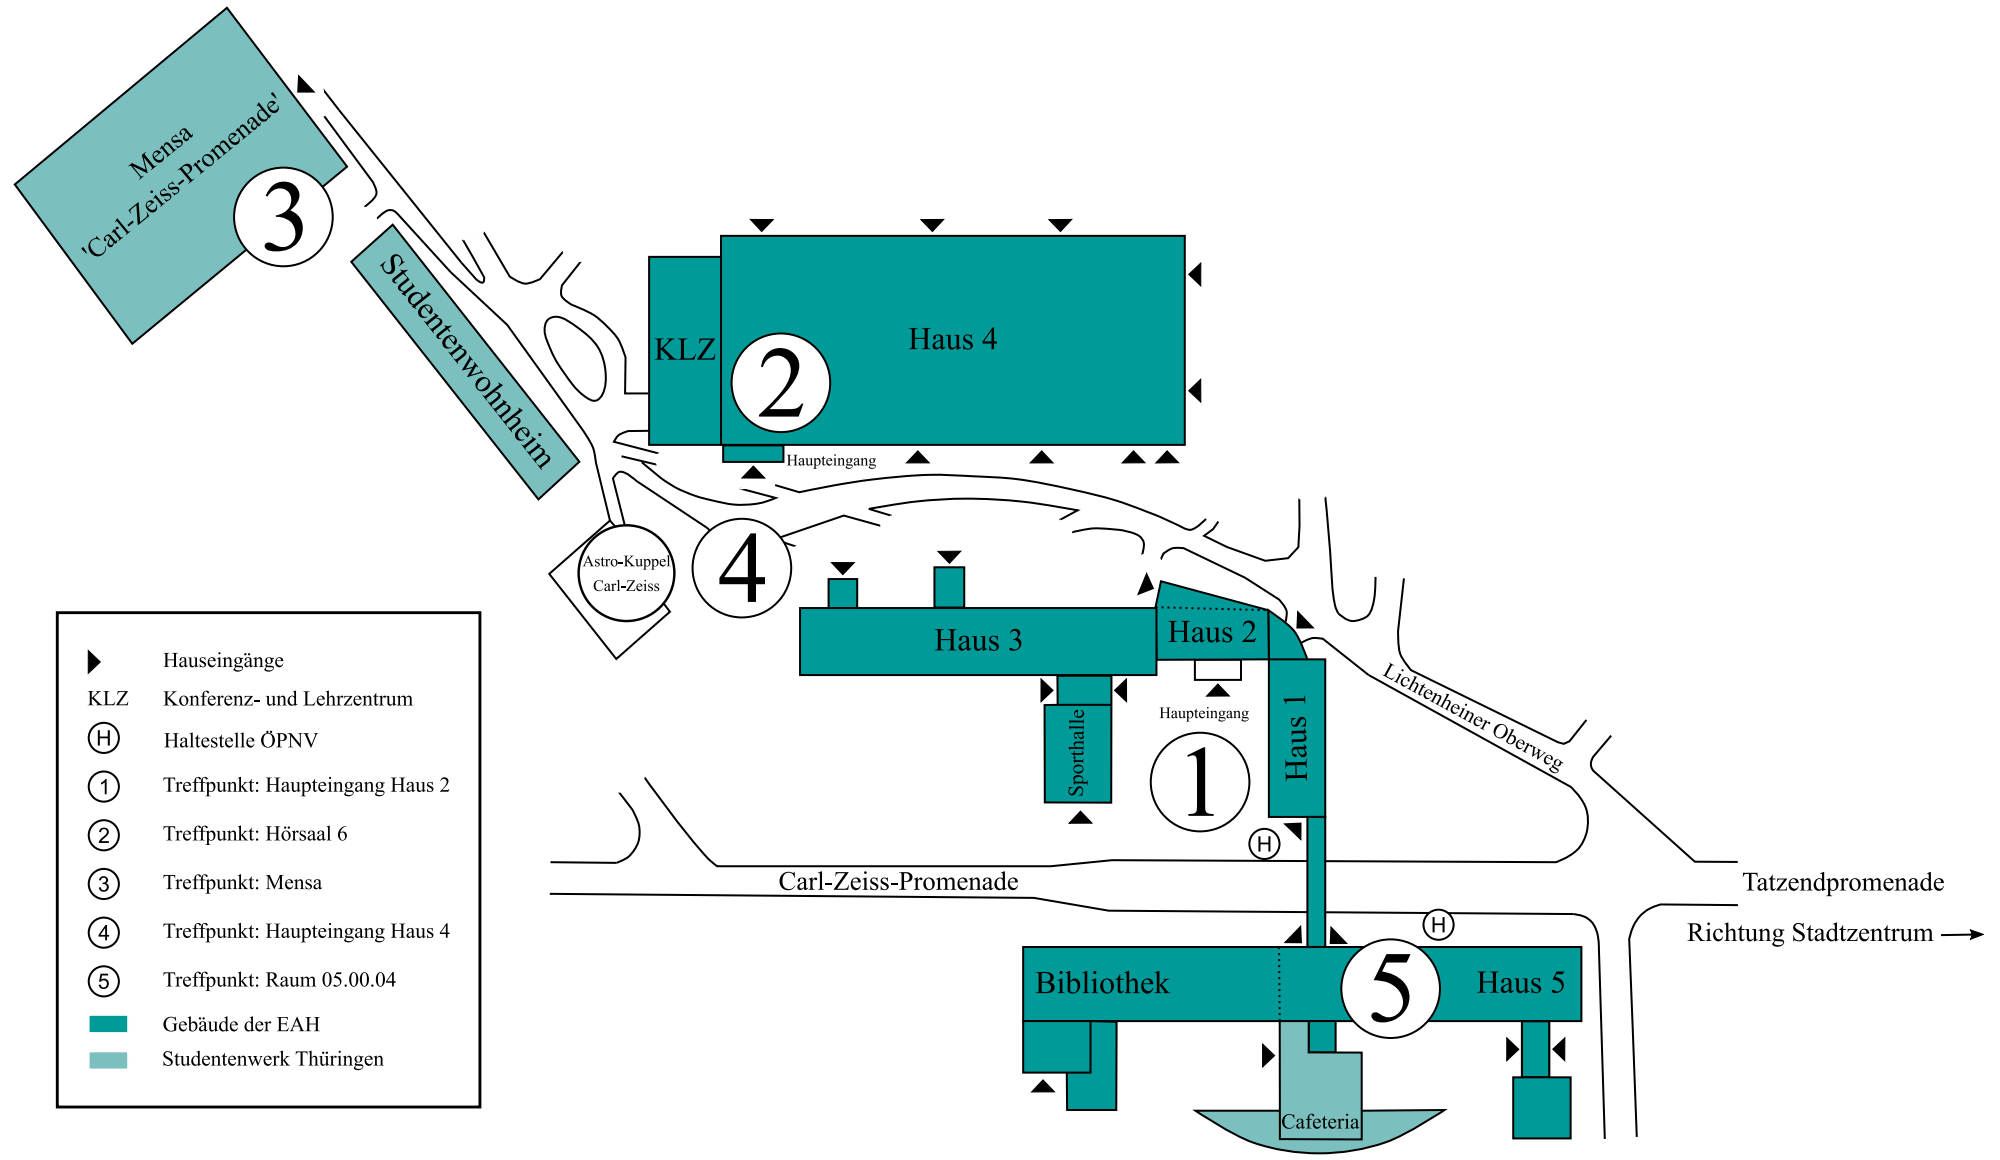 Mensa
'Carl-Zeiss-Promenade'
3
Studentenwohnheim
KLZ
2
Haus 4
Haupteingang
Astro-Kuppel
Carl-Zeiss
4
Haus 3
Haus 2
Haupteingang
Sporthalle
1
Haus 1
Lichtenheiner Oberweg
H
Carl-Zeiss-Promenade
Tatzendpromenade
H
Richtung Stadtzentrum
Bibliothek
5
Haus 5
Cafeteria
Hauseingänge
KLZ Konferenz- und Lehrzentrum
H Haltestelle ÖPNV
1 Treffpunkt: Haupteingang Haus 2
2 Treffpunkt: Hörsaal 6
3 Treffpunkt: Mensa
4 Treffpunkt: Haupteingang Haus 4
5 Treffpunkt: Raum 05.00.04
Gebäude der EAH
Studentenwerk Thüringen